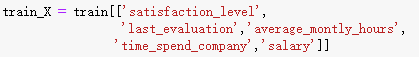 train_X = train[['satisfaction_level',
'last_evaluation','average_montly_hours',
'time_spend_company','salary']]